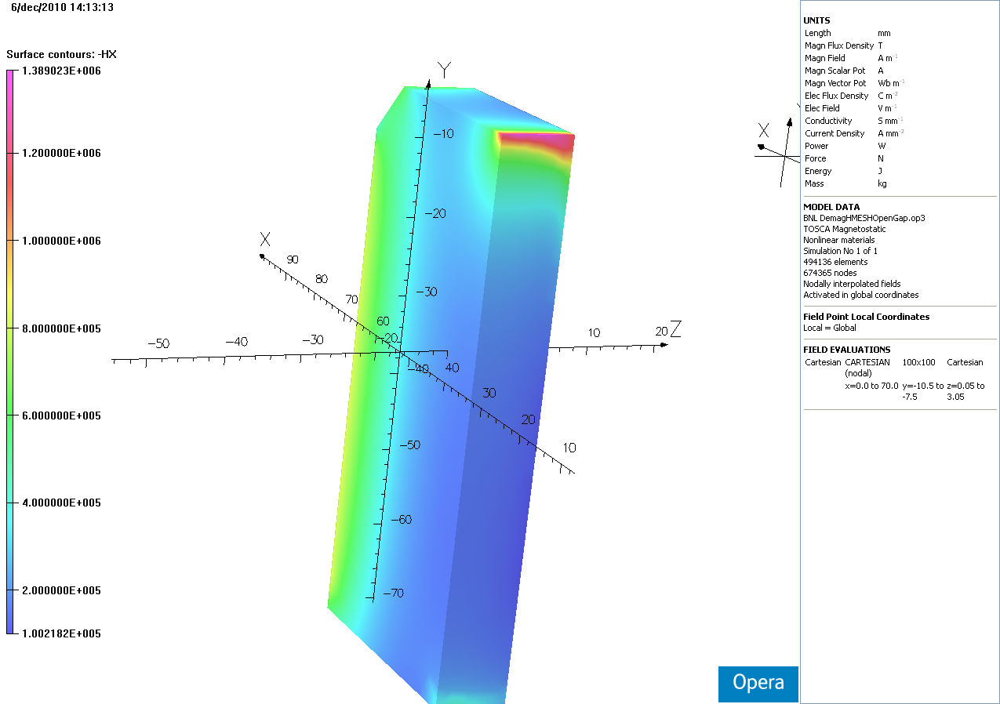 6/dec/2010 14:13:13
Surface contours: -HX
1.389023E+006
1.200000E+006
1.000000E+006
8.000000E+005
6.000000E+005
4.000000E+005
2.000000E+005
1.002182E+005
Y
-10
-20
X
90
80
-30
70
60
-20
-50
-40
-30
10
20
Z
-40
40
30
20
-50
10
-60
-70
X
UNITS
Length mm
Magn Flux Density T
Magn Field A m⁻¹
Magn Scalar Pot A
Magn Vector Pot Wb m⁻¹
Elec Flux Density C m⁻²
Elec Field V m⁻¹
Conductivity S mm⁻¹
Current Density A mm⁻²
Power W
Force N
Energy J
Mass kg
MODEL DATA
BNL DemagHMESHOpenGap.op3
TOSCA Magnetostatic
Nonlinear materials
Simulation No 1 of 1
494136 elements
674365 nodes
Nodally interpolated fields
Activated in global coordinates
Field Point Local Coordinates
Local = Global
FIELD EVALUATIONS
Cartesian CARTESIAN 100x100 Cartesian
(nodal)
x=0.0 to 70.0 y=-10.5 to z=0.05 to
-7.5 3.05
Opera